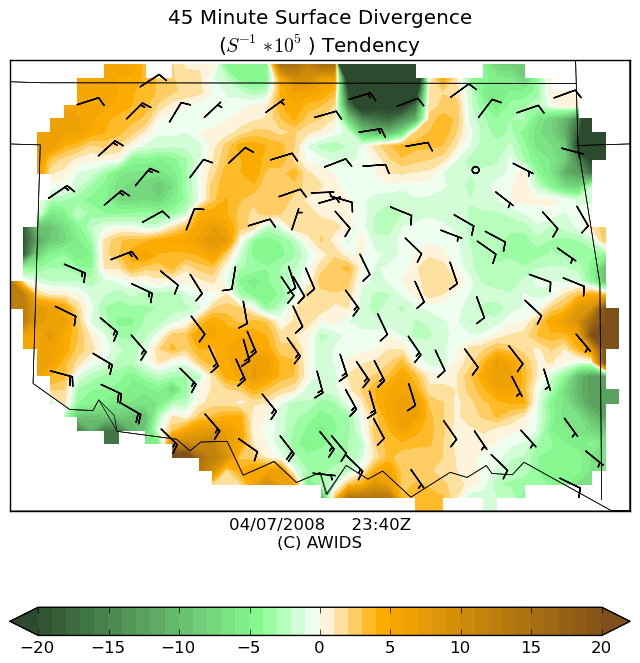 45 Minute Surface Divergence
(S⁻¹ *10⁵ ) Tendency
04/07/2008 23:40Z
(C) AWIDS
−20 −15 −10 −5 0 5 10 15 20